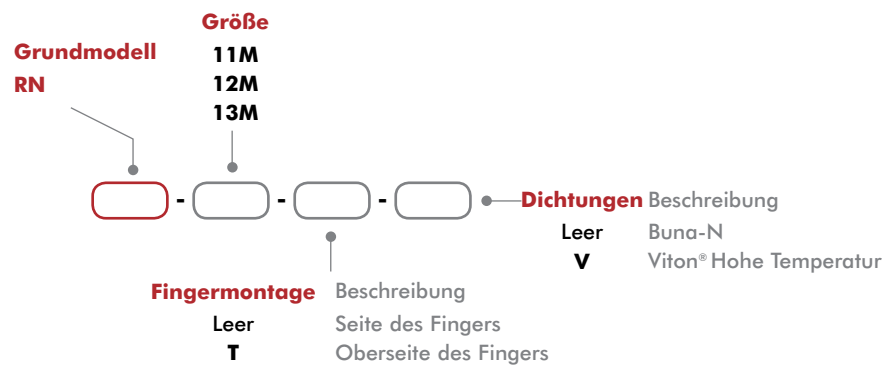 Größe
Grundmodell 11M
RN 12M
13M
- - -
Dichtungen Beschreibung
Leer Buna-N
V Viton® Hohe Temperatur
Fingermontage Beschreibung
Leer Seite des Fingers
T Oberseite des Fingers